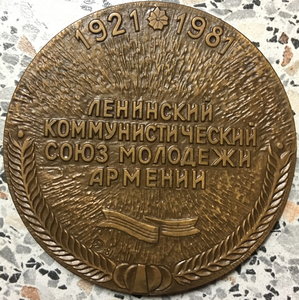 1921 1981
ЛЕНИНСКИЙ
КОММУНИСТИЧЕСКИЙ
СОЮЗ МОЛОДЕЖИ
АРМЕНИИ